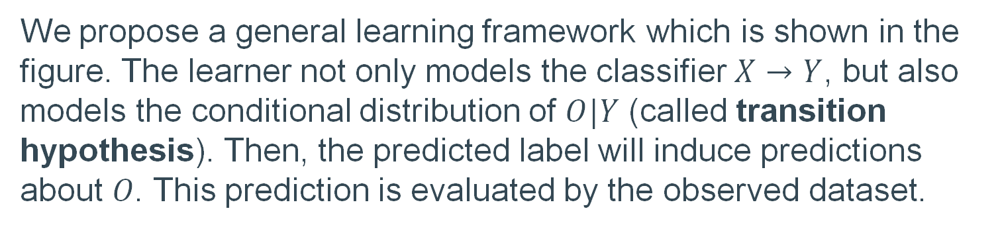 We propose a general learning framework which is shown in the
figure. The learner not only models the classifier X → Y, but also
models the conditional distribution of O|Y (called transition
hypothesis). Then, the predicted label will induce predictions
about O. This prediction is evaluated by the observed dataset.